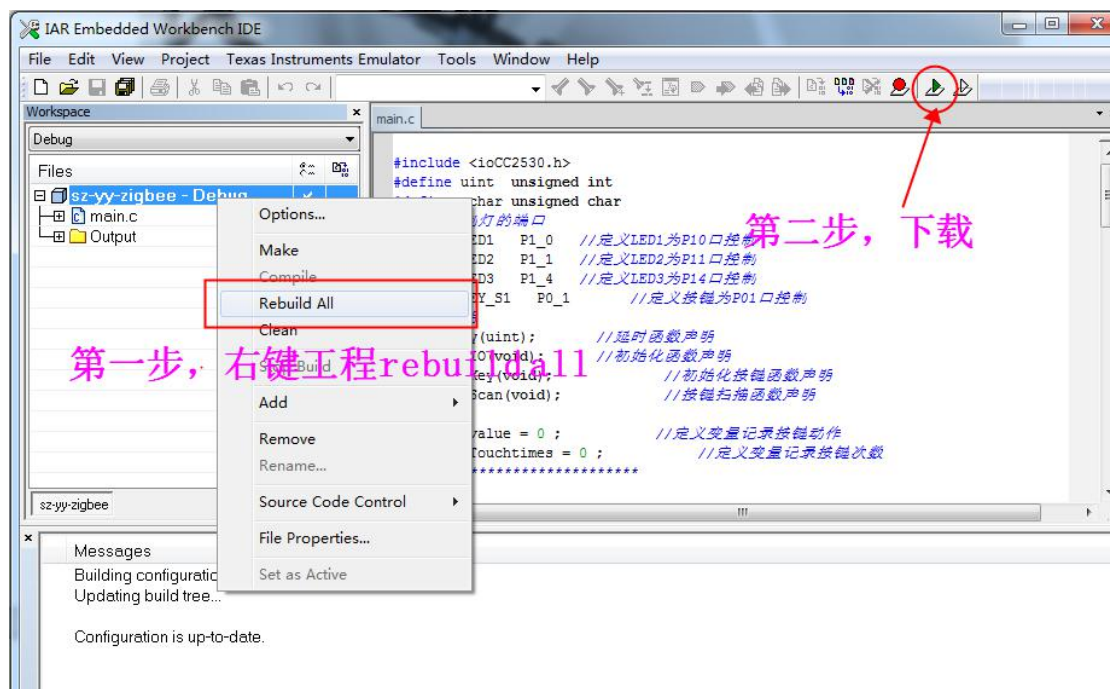 IAR Embedded Workbench IDE
File Edit View Project Texas Instruments Emulator Tools Window Help
Workspace
Debug
Files
sz-yy-zigbee - Debug
main.c
Output
sz-yy-zigbee
Options...
Make
Compile
Rebuild All
Clean
Add
Remove
Rename...
Source Code Control
File Properties...
Set as Active
main.c
#include <ioCC2530.h>
#define uint unsigned int
char unsigned char
灯的端口
ED1 P1_0 //定义LED1为P10口控制
ED2 P1_1 //定义LED2为P11口控制
ED3 P1_4 //定义LED3为P14口控制
EY_S1 P0_1 //定义按键为P01口控制
(uint); //延时函数声明
IO(void); //初始化函数声明
Key(void); //初始化按键函数声明
Scan(void); //按键扫描函数声明
value = 0 ; //定义变量记录按键动作
Touchtimes = 0 ; //定义变量记录按键次数
********************
第一步，右键工程rebuildall
第二步，下载
Messages
Building configuratio
Updating build tree...
Configuration is up-to-date.